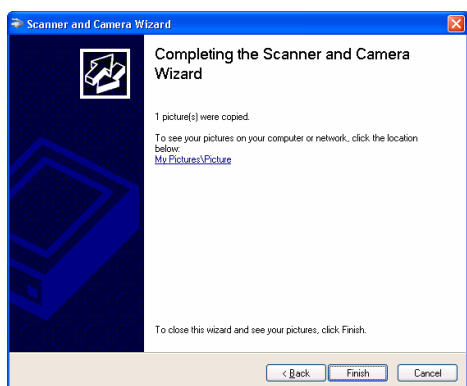 Scanner and Camera Wizard
Completing the Scanner and Camera
Wizard
1 picture(s) were copied.
To see your pictures on your computer or network, click the location
below:
My Pictures\Picture
To close this wizard and see your pictures, click Finish.
< Back
Finish
Cancel